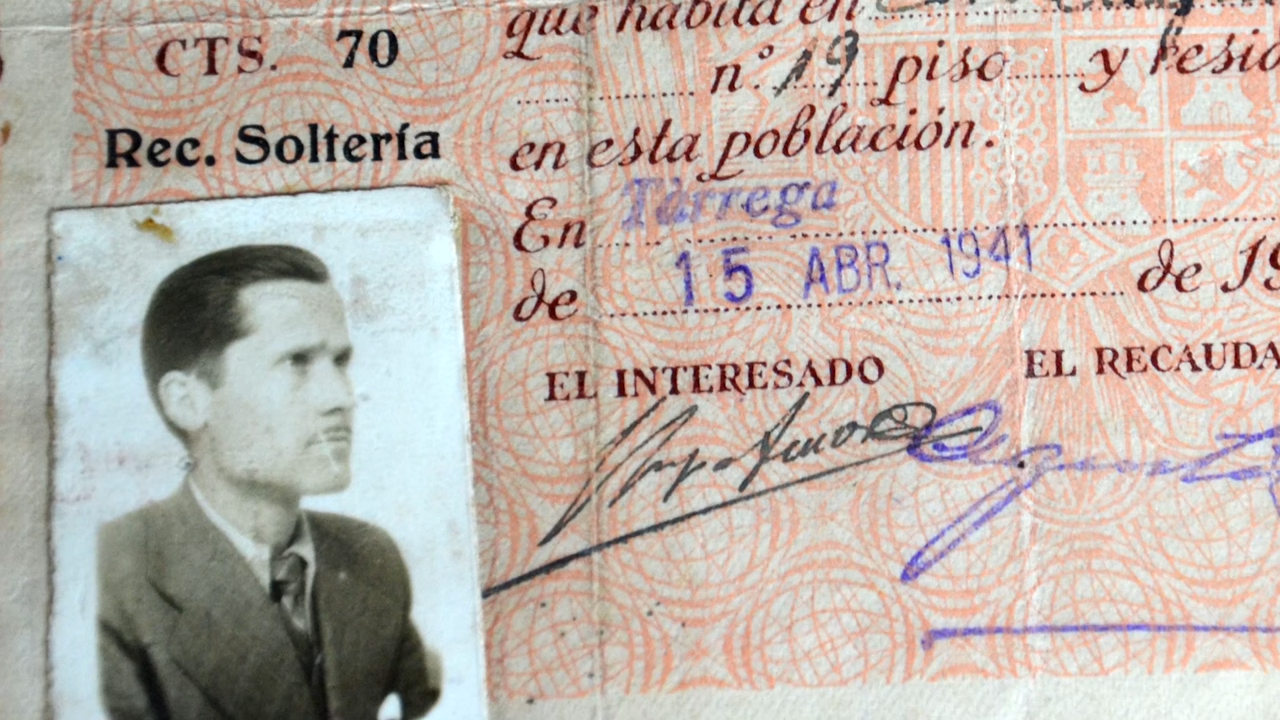 CTS. 70
Rec. Soltería
que habita en
n.º 19 piso y resid
en esta población.
En Tàrrega
de 15 ABR. 1941 de 19
EL INTERESADO
EL RECAUDA